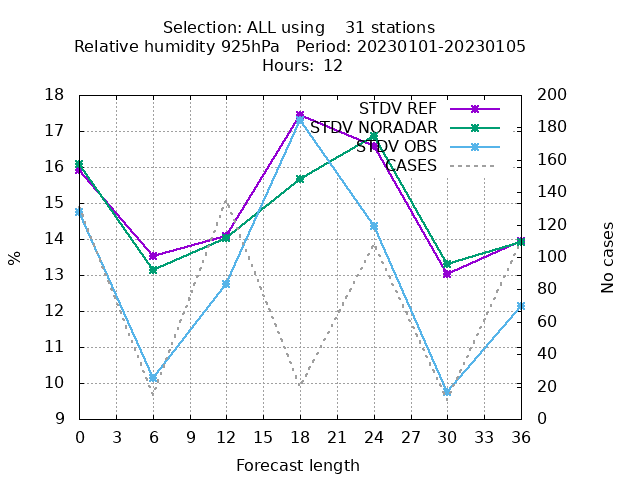 Selection: ALL using    31 stations
Relative humidity 925hPa   Period: 20230101-20230105
Hours:  12
STDV REF
STDV NORADAR
STDV OBS
CASES
%
No cases
18
17
16
15
14
13
12
11
10
9
200
180
160
140
120
100
80
60
40
20
0
0 3 6 9 12 15 18 21 24 27 30 33 36
Forecast length